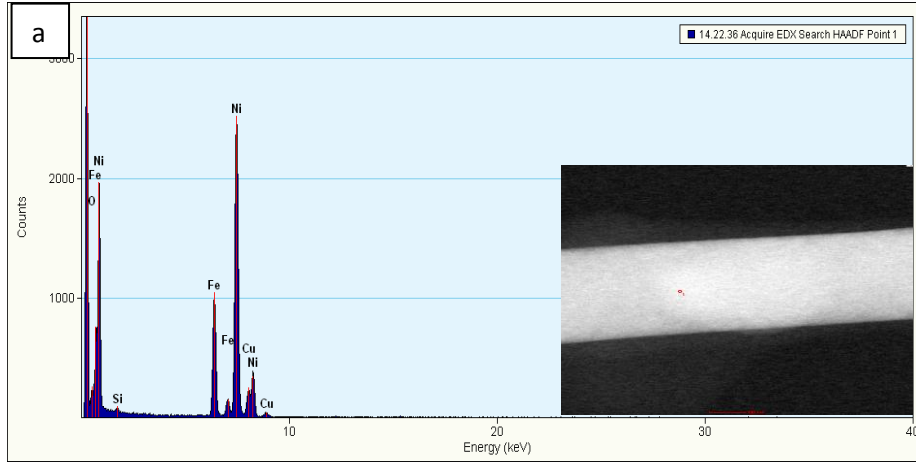 a
14.22.36 Acquire EDX Search HAADF Point 1
3000
2000
1000
Counts
Ni
Fe
O
Si
Fe
Fe
Ni
Cu
Ni
Cu
10
20
30
40
Energy (keV)